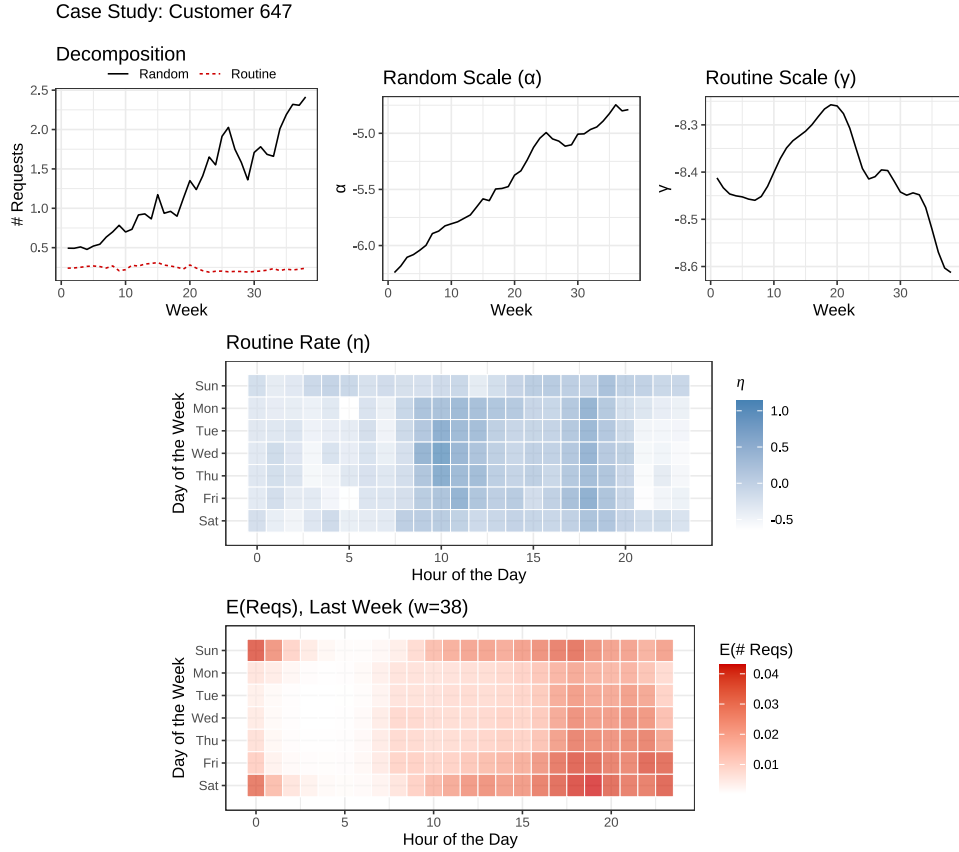 Case Study: Customer 647
Decomposition
Random Routine
2.5
2.0
1.5
1.0
0.5
# Requests
0 10 20 30
Week
Random Scale (α)
-5.0
-5.5
-6.0
α
0 10 20 30
Week
Routine Scale (γ)
-8.3
-8.4
-8.5
-8.6
γ
0 10 20 30
Week
Routine Rate (η)
Day of the Week
Sun
Mon
Tue
Wed
Thu
Fri
Sat
0 5 10 15 20
Hour of the Day
η
1.0
0.5
0.0
-0.5
E(Reqs), Last Week (w=38)
Day of the Week
Sun
Mon
Tue
Wed
Thu
Fri
Sat
0 5 10 15 20
Hour of the Day
E(# Reqs)
0.04
0.03
0.02
0.01